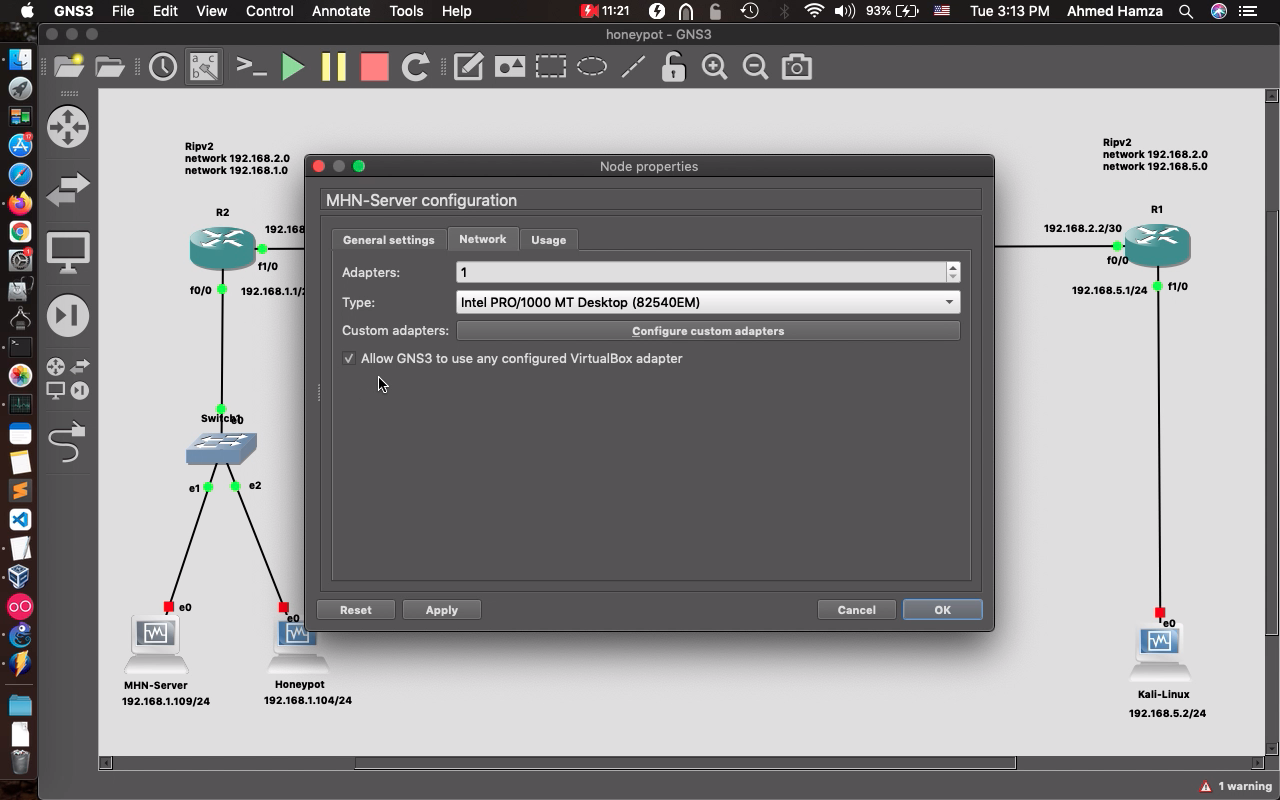 GNS3 File Edit View Control Annotate Tools Help 11:21 93% Tue 3:13 PM Ahmed Hamza
honeypot - GNS3
Ripv2
network 192.168.2.0
network 192.168.1.0
Ripv2
network 192.168.2.0
network 192.168.5.0
Node properties
MHN-Server configuration
General settings Network Usage
Adapters: 1
Type: Intel PRO/1000 MT Desktop (82540EM)
Custom adapters: Configure custom adapters
Allow GNS3 to use any configured VirtualBox adapter
Reset Apply Cancel OK
R2
192.168
f1/0
f0/0 192.168.1.1/2
R1
192.168.2.2/30
f0/0
192.168.5.1/24 f1/0
Switch1
e0
e1 e2
e0
e0
e0
MHN-Server
192.168.1.109/24
Honeypot
192.168.1.104/24
Kali-Linux
192.168.5.2/24
1 warning